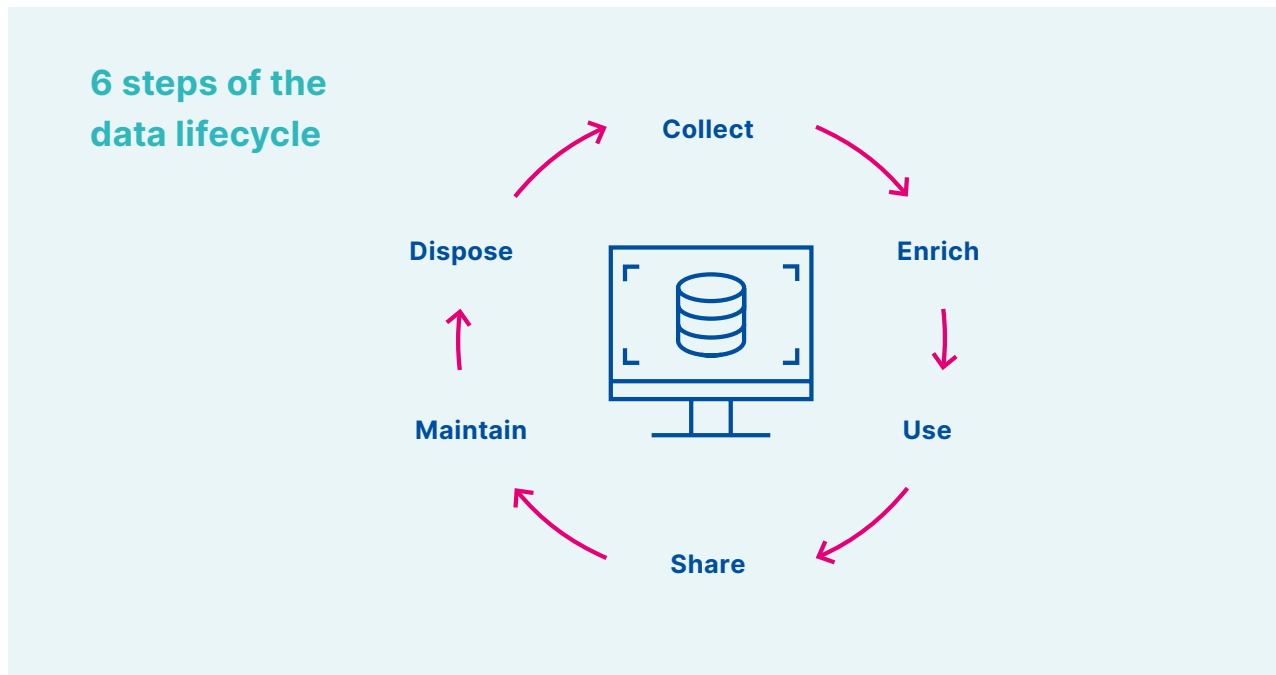 6 steps of the
data lifecycle
Collect
Enrich
Use
Share
Maintain
Dispose